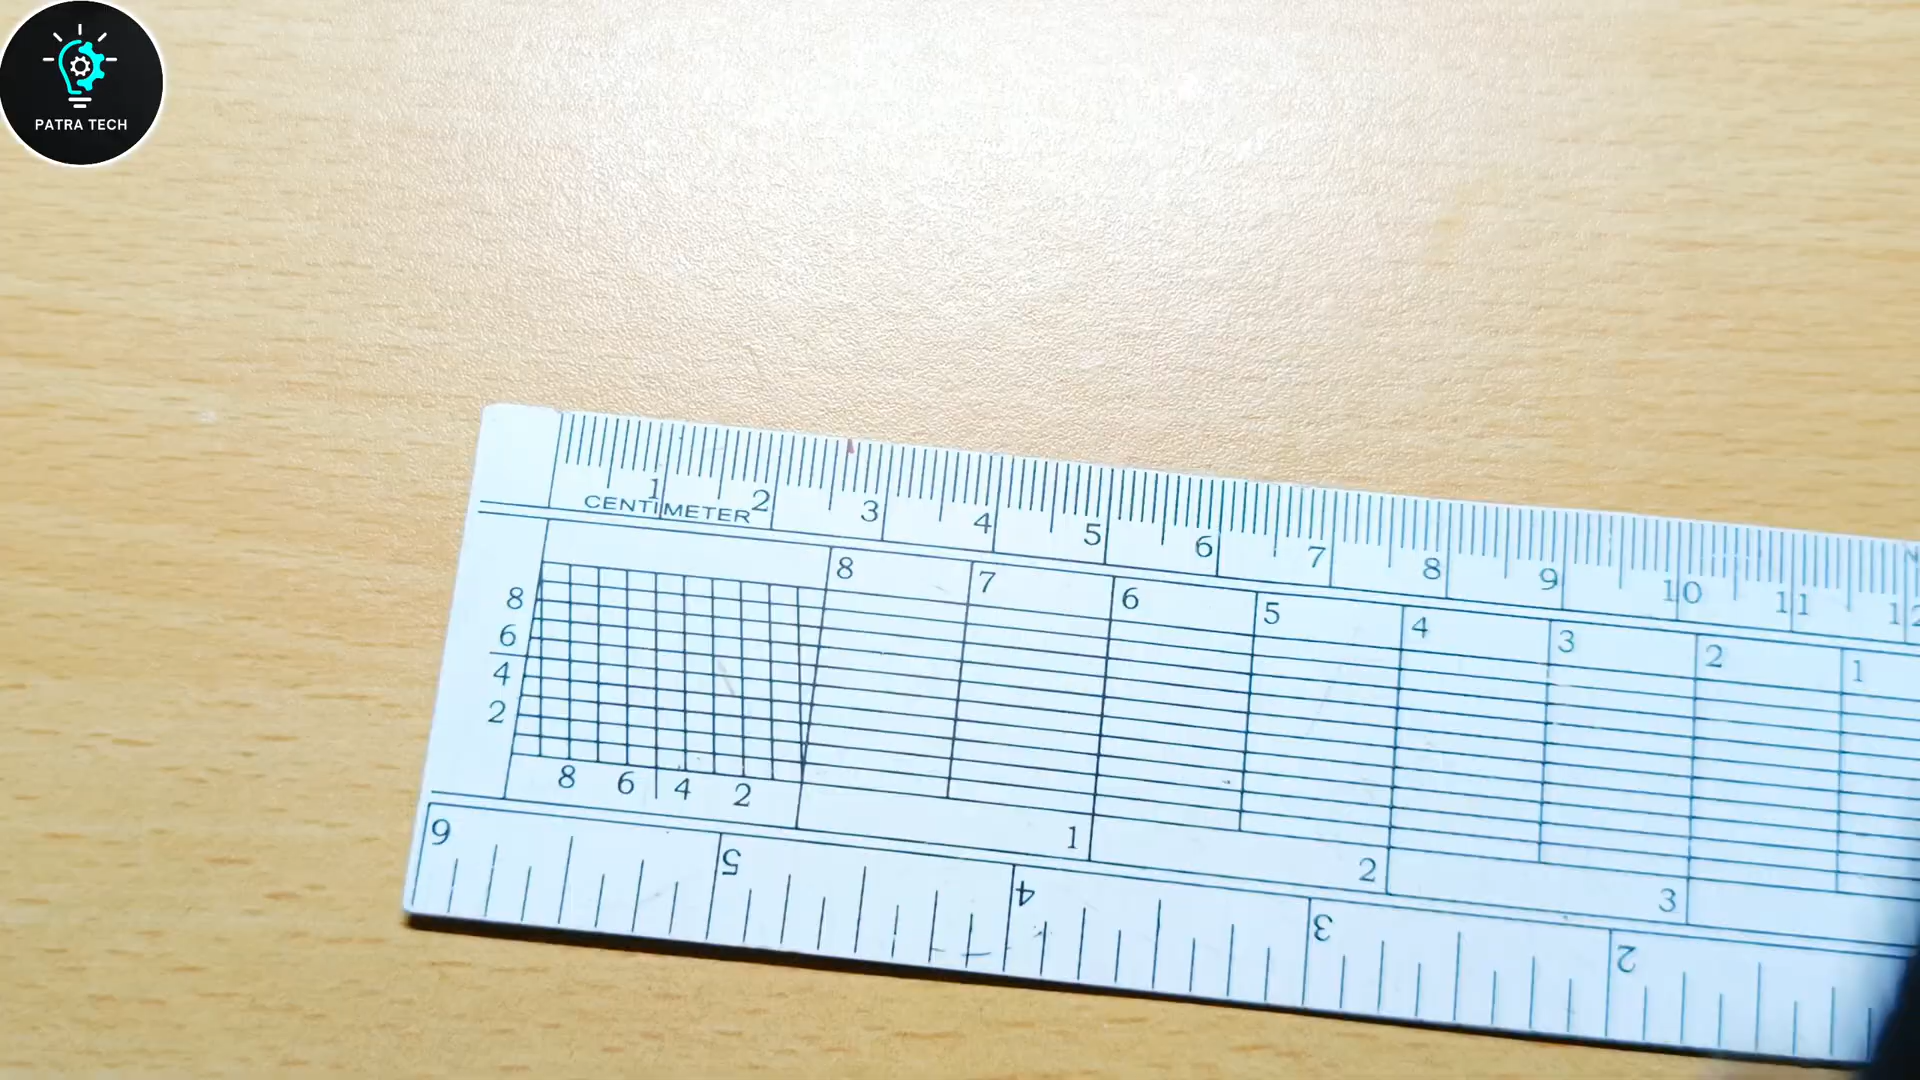 PATRA TECH
1 2 3 4 5 6 7 8 9 10 11 12
CENTIMETER
8 7 6 5 4 3 2 1
8
6
4
2
8 6 4 2
1 2 3
6 5 4 3 2